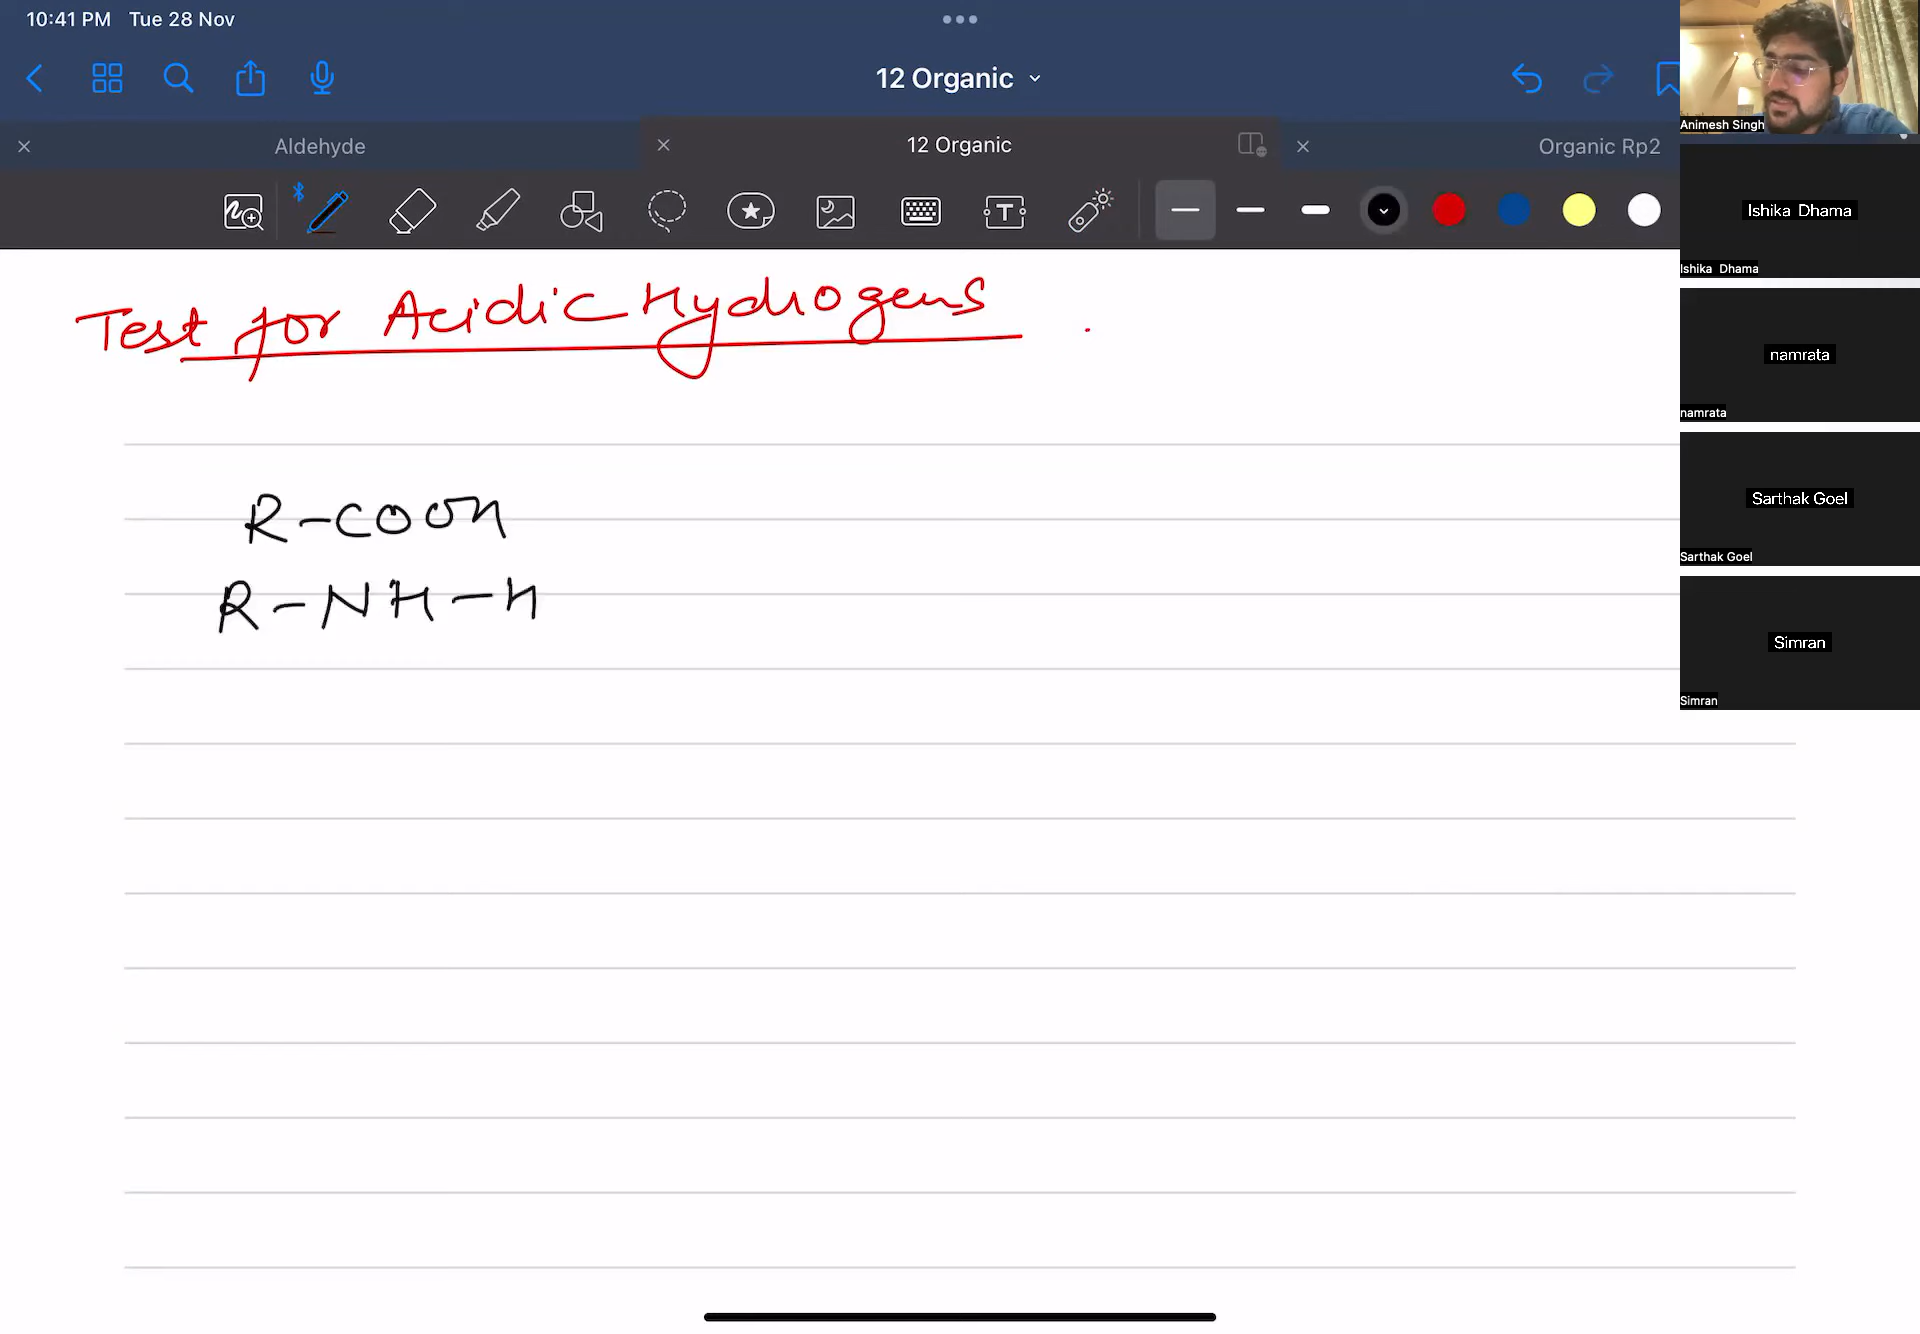 10:41 PM Tue 28 Nov
12 Organic
Aldehyde
12 Organic
Organic Rp2
Test for Acidic Hydrogens
R-COOH
R-NH-H
Animesh Singh
Ishika Dhama
Ishika Dhama
namrata
namrata
Sarthak Goel
Sarthak Goel
Simran
Simran